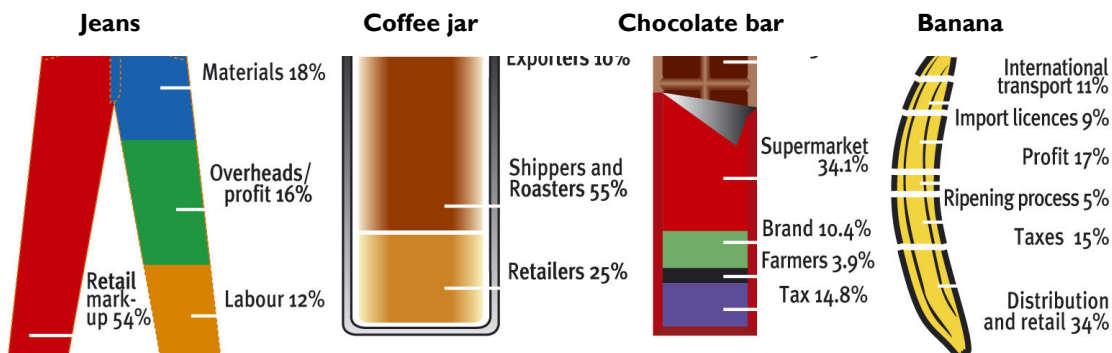 Jeans
Materials 18%
Overheads/
profit 16%
Retail
mark-
up 54%
Labour 12%
Coffee jar
Exporters 10%
Shippers and
Roasters 55%
Retailers 25%
Chocolate bar
Supermarket
34.1%
Brand 10.4%
Farmers 3.9%
Tax 14.8%
Banana
International
transport 11%
Import licences 9%
Profit 17%
Ripening process 5%
Taxes 15%
Distribution
and retail 34%